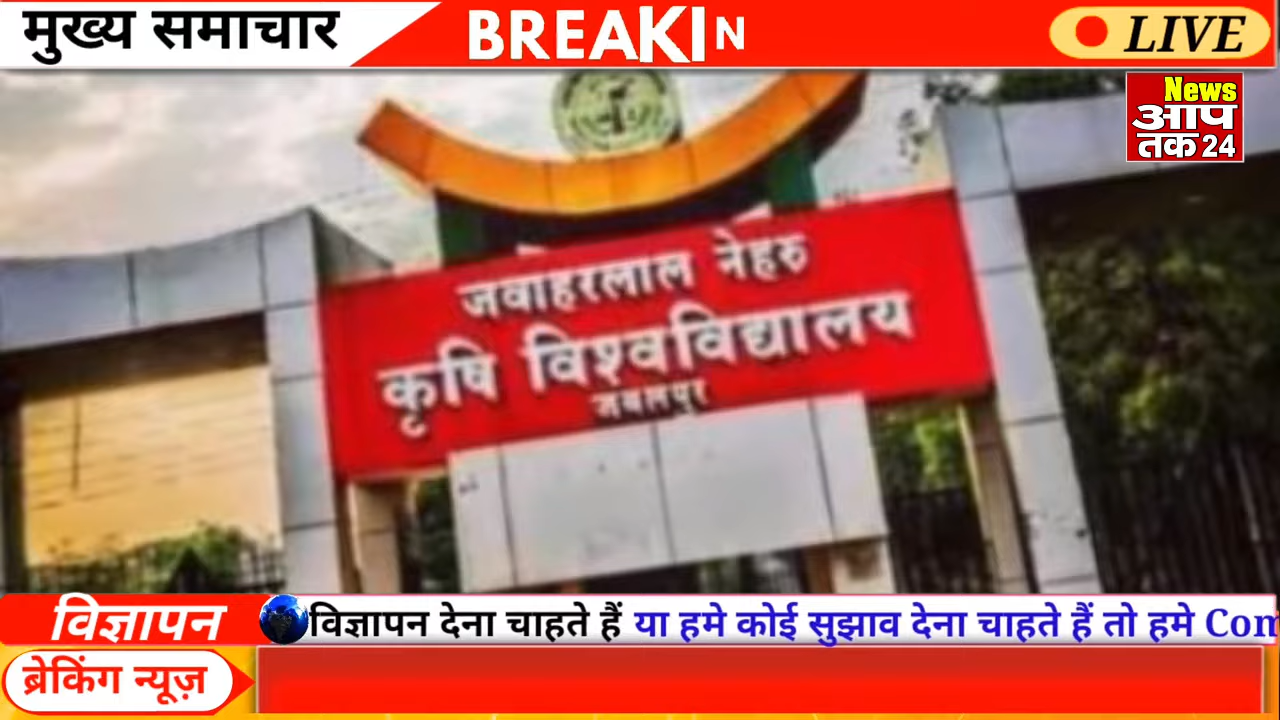 मुख्य समाचार
BREAKIN
LIVE
News
आप
तक 24
जवाहरलाल नेहरु
कृषि विश्वविद्यालय
जबलपुर
विज्ञापन
विज्ञापन देना चाहते हैं या हमे कोई सुझाव देना चाहते हैं तो हमे Com
ब्रेकिंग न्यूज़